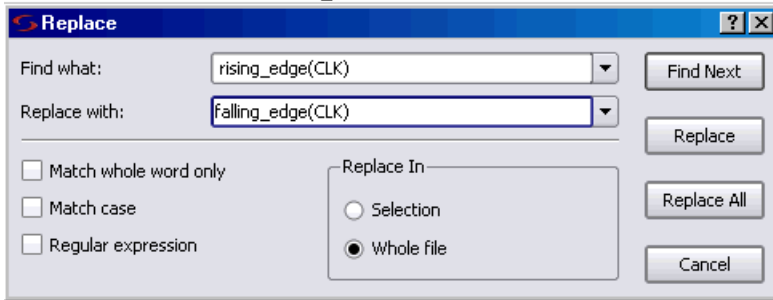 Replace
Find what: rising_edge(CLK) Find Next
Replace with: falling_edge(CLK)
Replace
Match whole word only
Replace In
Match case
Selection
Replace All
Regular expression
Whole file
Cancel